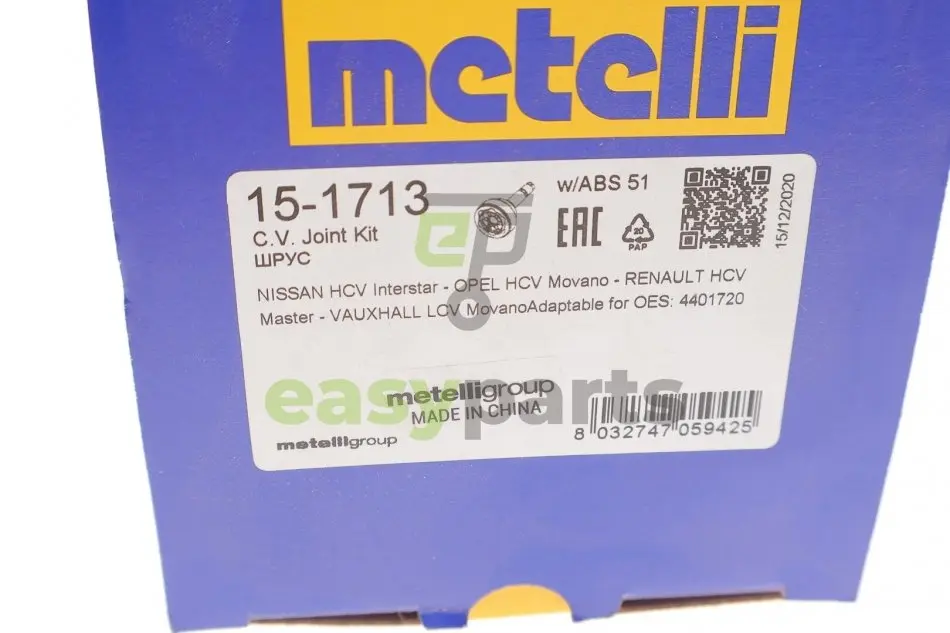 metelli
15-1713
C.V. Joint Kit
ШРУС
w/ABS 51
EAC
20
PAP
15/12/2020
NISSAN HCV Interstar - OPEL HCV Movano - RENAULT HCV
Master - VAUXHALL LCV MovanoAdaptable for OES: 4401720
ep
easyparts
metelligroup
MADE IN CHINA
metelligroup
8 032747 059425